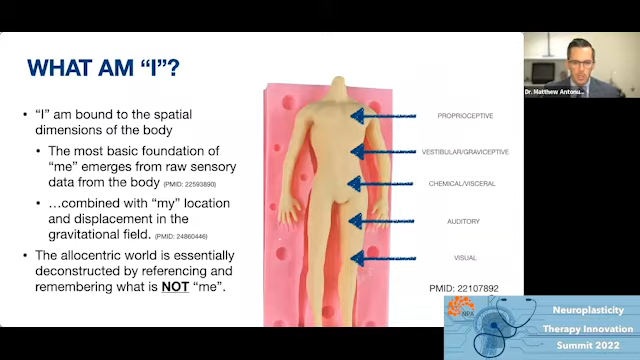 WHAT AM “I”?
• “I” am bound to the spatial
dimensions of the body
• The most basic foundation of
“me” emerges from raw sensory
data from the body (PMID: 22593890)
• …combined with “my” location
and displacement in the
gravitational field. (PMID: 24860446)
• The allocentric world is essentially
deconstructed by referencing and
remembering what is NOT “me”.
PROPRIOCEPTIVE
VESTIBULAR/GRAVICEPTIVE
CHEMICAL/VISCERAL
AUDITORY
VISUAL
PMID: 22107892
Dr. Matthew Antonu...
NPA
Neuroplasticity
Therapy Innovation
Summit 2022